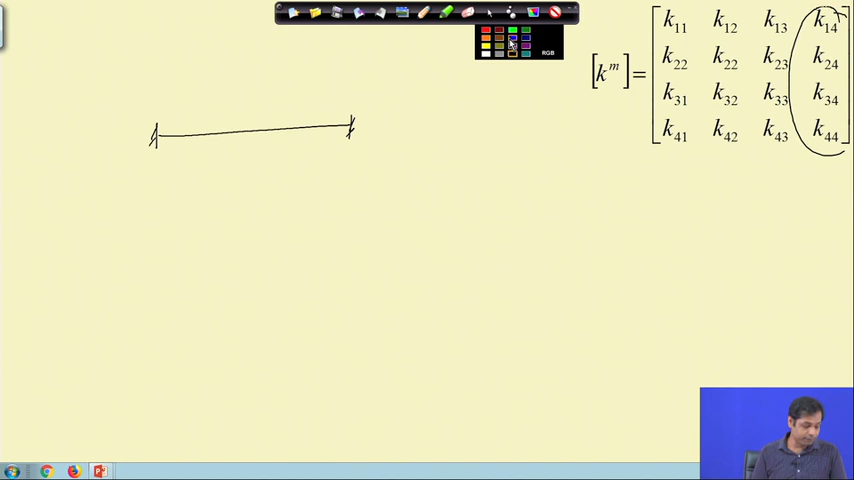 [k^m] = [k11 k12 k13 k14
k22 k22 k23 k24
k31 k32 k33 k34
k41 k42 k43 k44]
RGB